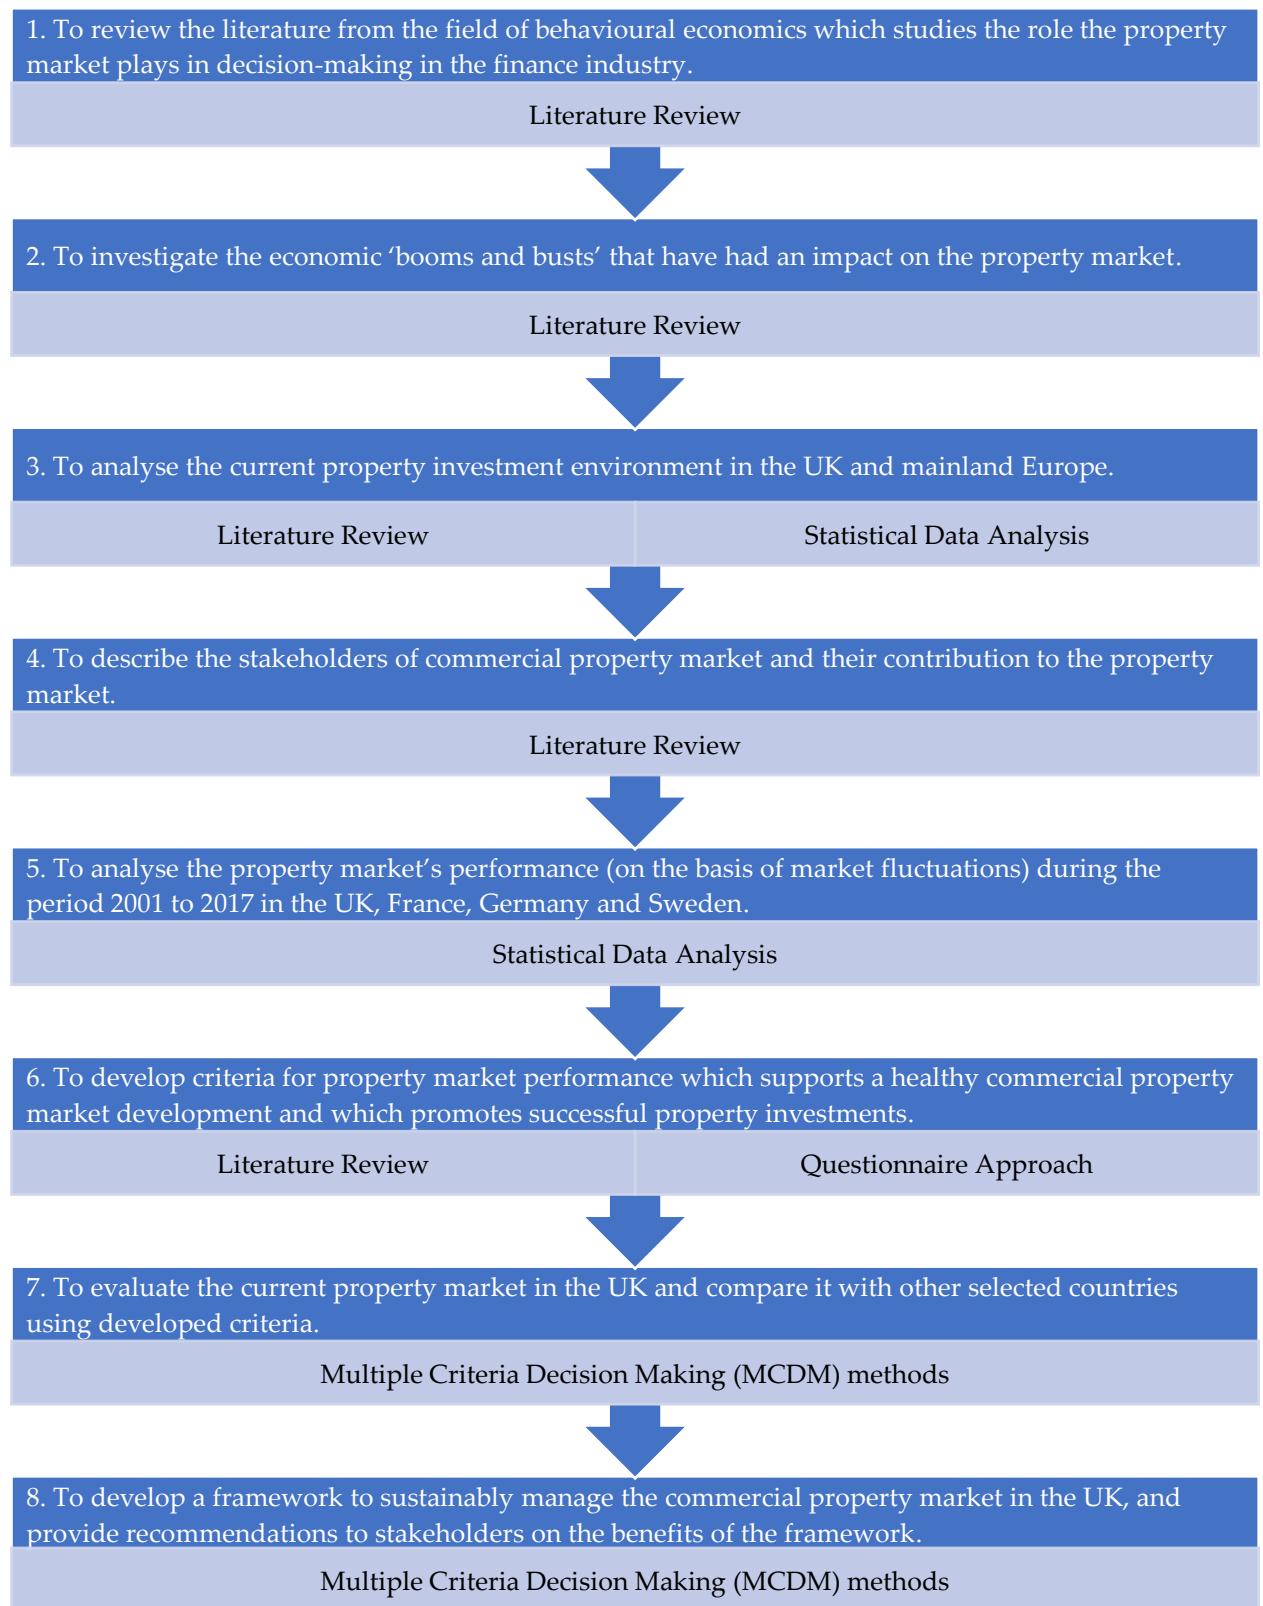 1. To review the literature from the field of behavioural economics which studies the role the property
market plays in decision-making in the finance industry.
Literature Review
2. To investigate the economic ‘booms and busts’ that have had an impact on the property market.
Literature Review
3. To analyse the current property investment environment in the UK and mainland Europe.
Literature Review
Statistical Data Analysis
4. To describe the stakeholders of commercial property market and their contribution to the property
market.
Literature Review
5. To analyse the property market’s performance (on the basis of market fluctuations) during the
period 2001 to 2017 in the UK, France, Germany and Sweden.
Statistical Data Analysis
6. To develop criteria for property market performance which supports a healthy commercial property
market development and which promotes successful property investments.
Literature Review
Questionnaire Approach
7. To evaluate the current property market in the UK and compare it with other selected countries
using developed criteria.
Multiple Criteria Decision Making (MCDM) methods
8. To develop a framework to sustainably manage the commercial property market in the UK, and
provide recommendations to stakeholders on the benefits of the framework.
Multiple Criteria Decision Making (MCDM) methods